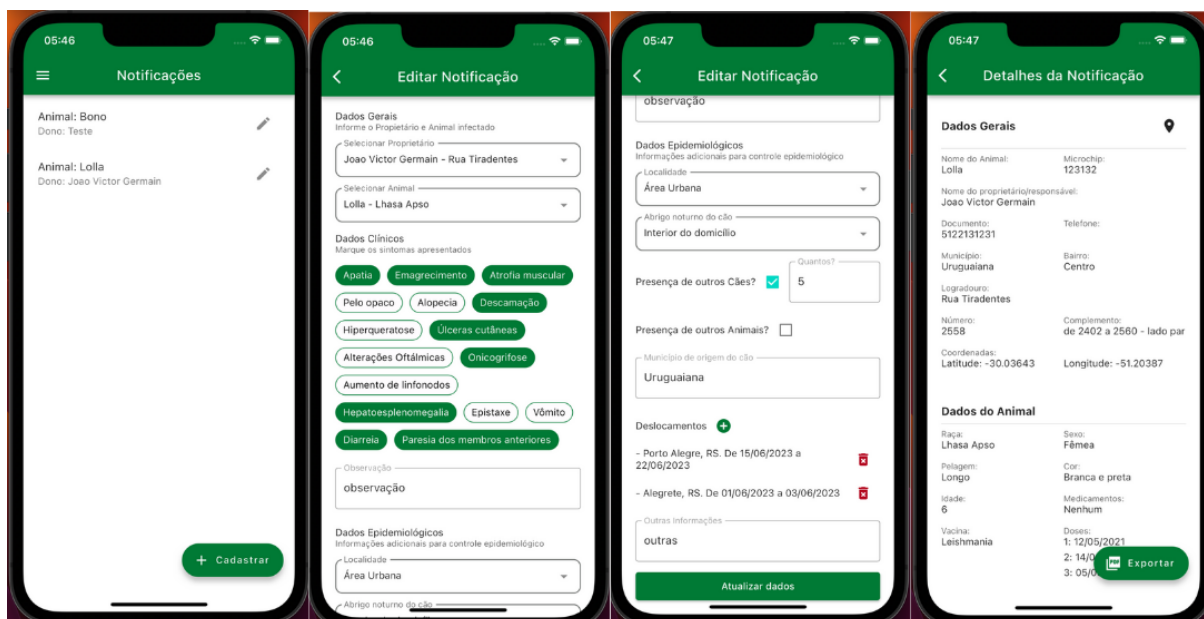 05:46
Notificações
Animal: Bono
Dono: Teste
Animal: Lolla
Dono: Joao Victor Germain
+ Cadastrar
05:46
Editar Notificação
Dados Gerais
Informe o Propietário e Animal infectado
Selecionar Proprietário
Joao Victor Germain - Rua Tiradentes
Selecionar Animal
Lolla - Lhasa Apso
Dados Clínicos
Marque os sintomas apresentados
Apatia Emagrecimento Atrofia muscular
Pelo opaco Alopecia Descamação
Hiperqueratose Úlceras cutâneas
Alterações Oftálmicas Onicogrifose
Aumento de linfonodos
Hepatoesplenomegalia Epistaxe Vômito
Diarreia Paresia dos membros anteriores
Observação
observação
Dados Epidemiológicos
Informações adicionais para controle epidemiológico
Localidade
Área Urbana
Abrigo noturno do cão
05:47
Editar Notificação
observação
Dados Epidemiológicos
Informações adicionais para controle epidemiológico
Localidade
Área Urbana
Abrigo noturno do cão
Interior do domicílio
Presença de outros Cães?
Quantos?
5
Presença de outros Animais?
Município de origem do cão
Uruguaiana
Deslocamentos
- Porto Alegre, RS. De 15/06/2023 a
22/06/2023
- Alegrete, RS. De 01/06/2023 a 03/06/2023
Outras Informações
outras
Atualizar dados
05:47
Detalhes da Notificação
Dados Gerais
Nome do Animal: Microchip:
Lolla 123132
Nome do proprietário/responsável:
Joao Victor Germain
Documento: Telefone:
5122131231
Município: Bairro:
Uruguaiana Centro
Logradouro:
Rua Tiradentes
Número: Complemento:
2558 de 2402 a 2560 - lado par
Coordenadas:
Latitude: -30.03643 Longitude: -51.20387
Dados do Animal
Raça: Sexo:
Lhasa Apso Fêmea
Pelagem: Cor:
Longo Branca e preta
Idade: Medicamentos:
6 Nenhum
Vacina: Doses:
Leishmania 1: 12/05/2021
2: 14/0
3: 05/0
Exportar